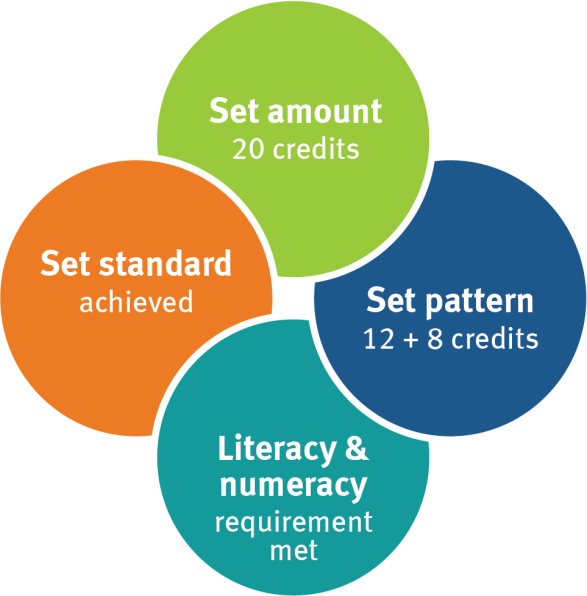 Set amount
20 credits
Set standard
achieved
Set pattern
12 + 8 credits
Literacy &
numeracy
requirement
met